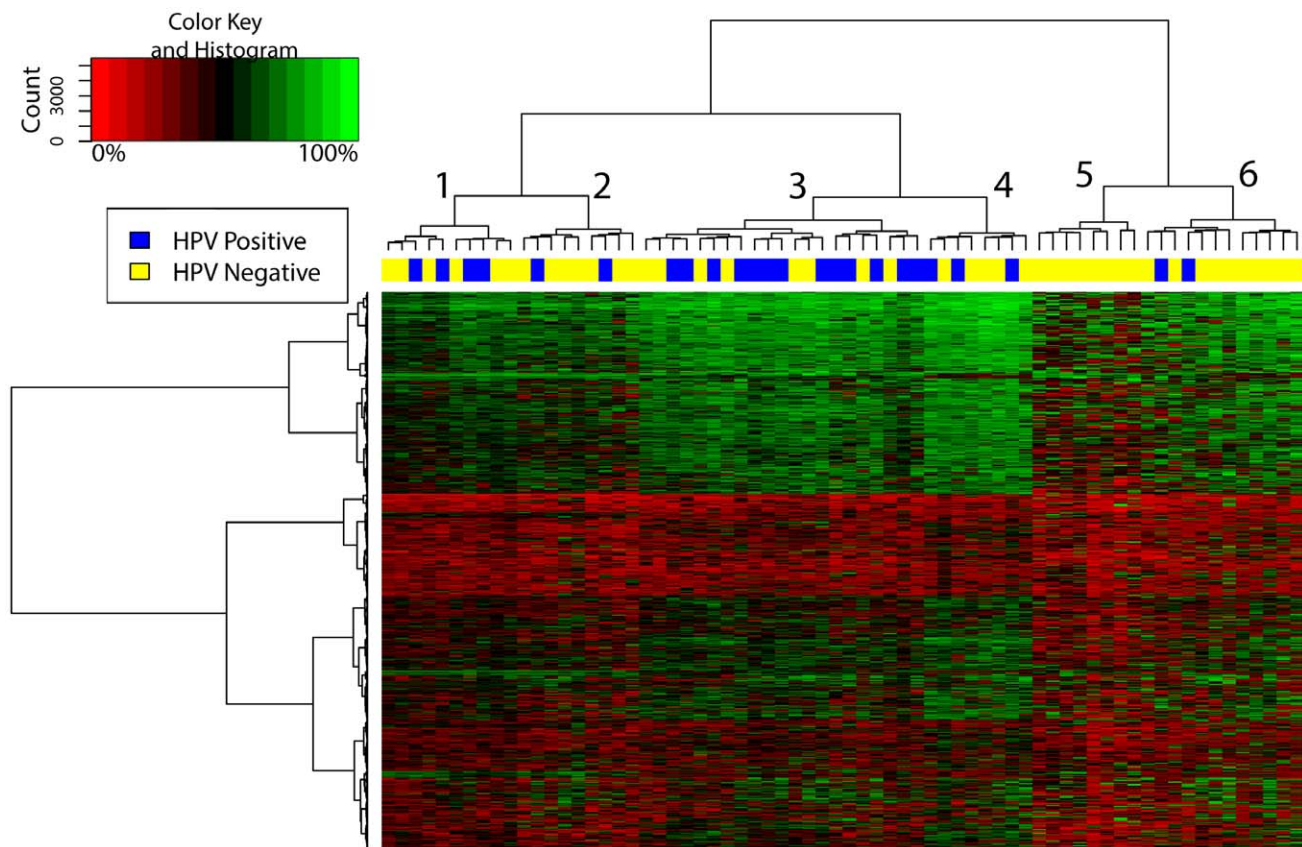 Color Key
and Histogram
Count
0
3000
0%
100%
HPV Positive
HPV Negative
1
2
3
4
5
6